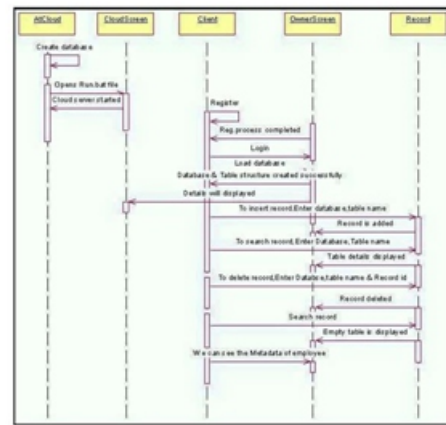 AtCloud CloudScreen Client OwnerScreen Record
Create database
Opens Run.bat file
Cloud server started
Register
Reg.process completed
Login
Load database
Database & Table structure created successfully
Details will displayed
To insert record,Enter database,table name
Record is added
To search record, Enter Database,Table name
Table details displayed
To delete record,Enter Databse,table name & Record id
Record deleted
Search record
Empty table is displayed
We can see the Metadata of employee